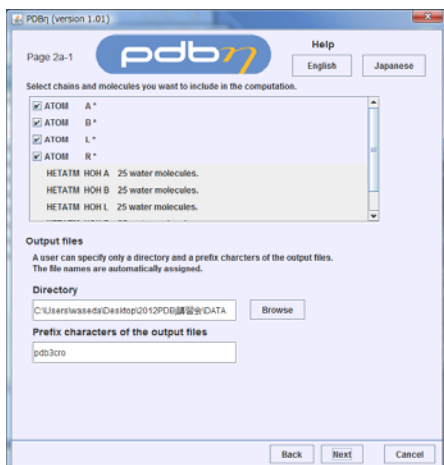 PDBη (version 1.01)
Page 2a-1
pdbη
Help
English
Japanese
Select chains and molecules you want to include in the computation.
ATOM A *
ATOM B *
ATOM L *
ATOM R *
HETATM HOH A 25 water molecules.
HETATM HOH B 25 water molecules.
HETATM HOH L 25 water molecules.
Output files
A user can specify only a directory and a prefix charcters of the output files.
The file names are automatically assigned.
Directory
C:\Users\waseda\Desktop\2012PDBj講習会\DATA
Browse
Prefix characters of the output files
pdb3cro
Back
Next
Cancel